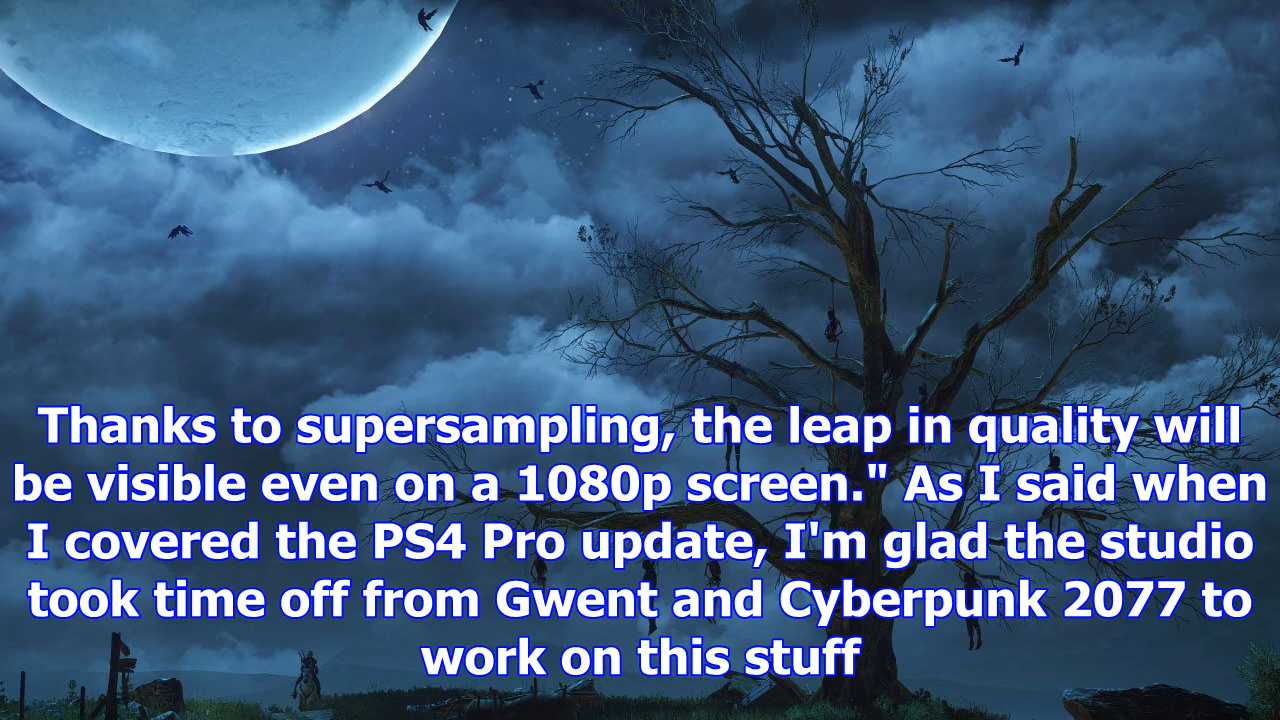 Thanks to supersampling, the leap in quality will
be visible even on a 1080p screen." As I said when
I covered the PS4 Pro update, I'm glad the studio
took time off from Gwent and Cyberpunk 2077 to
work on this stuff